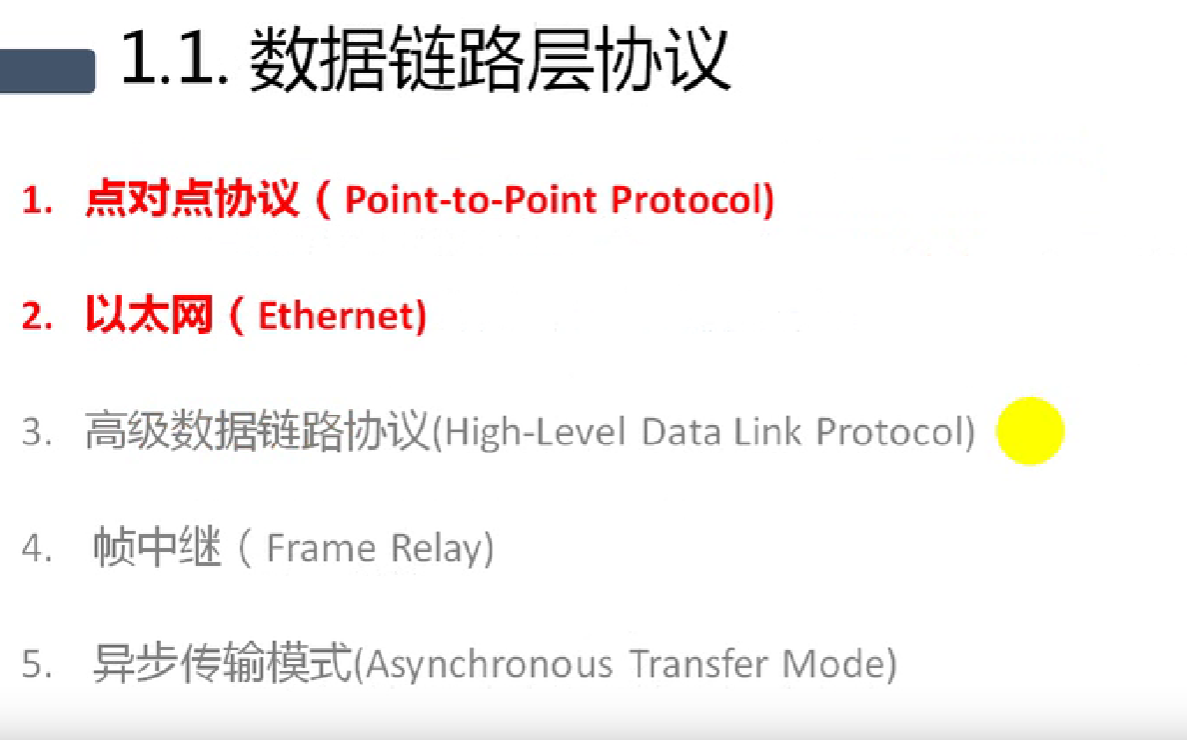 1.1. 数据链路层协议
1. 点对点协议（Point-to-Point Protocol)
2. 以太网（Ethernet)
3. 高级数据链路协议(High-Level Data Link Protocol)
4. 帧中继（Frame Relay)
5. 异步传输模式(Asynchronous Transfer Mode)